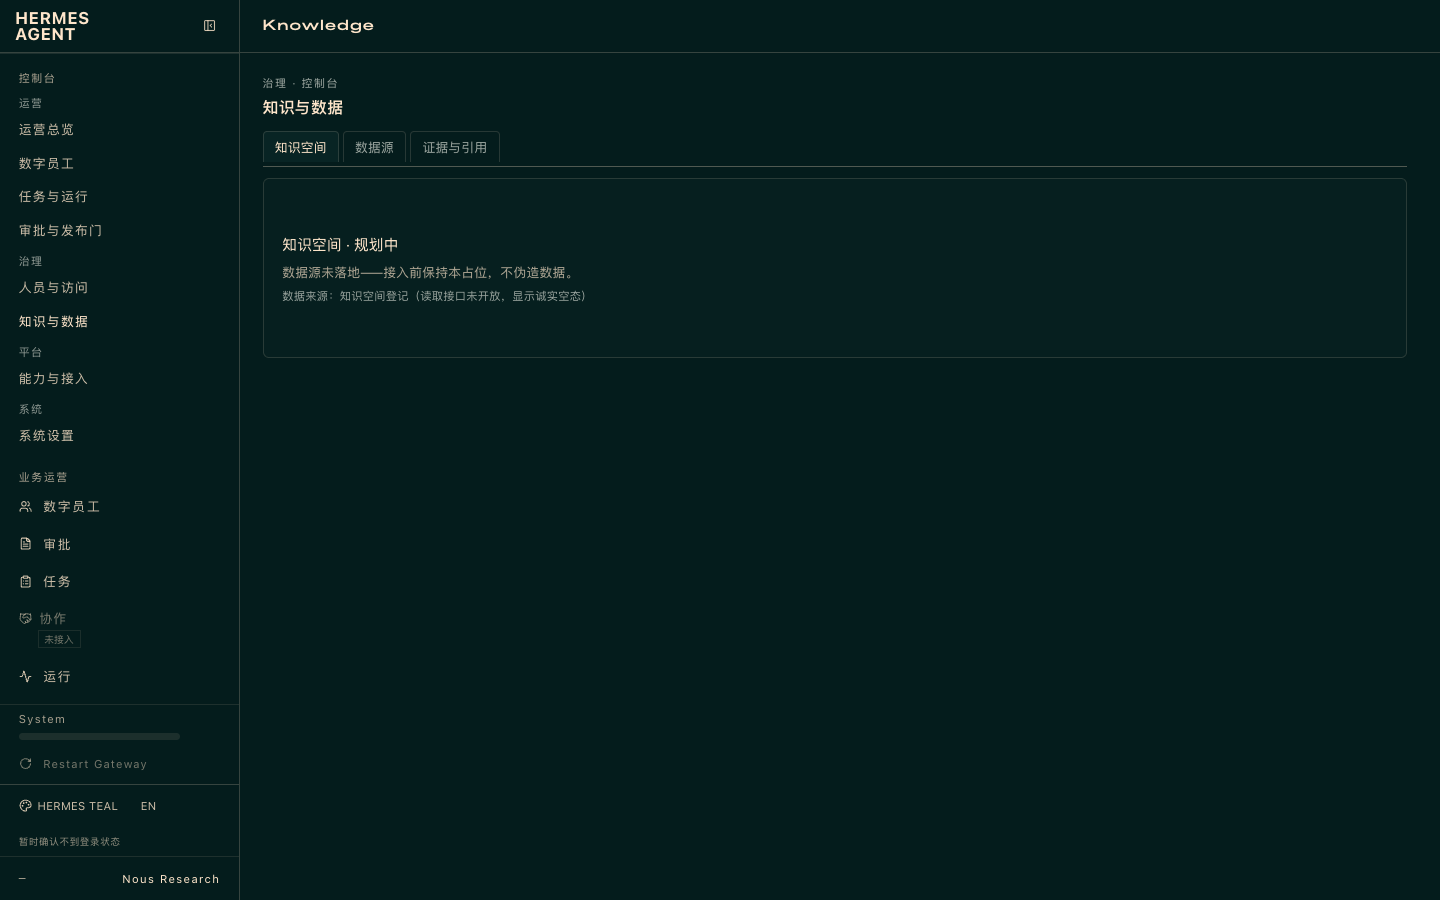 HERMES
AGENT
控制台
运营
运营总览
数字员工
任务与运行
审批与发布门
治理
人员与访问
知识与数据
平台
能力与接入
系统
系统设置
业务运营
数字员工
审批
任务
协作
未接入
运行
System
Restart Gateway
HERMES TEAL EN
暂时确认不到登录状态
— Nous Research
Knowledge
治理 · 控制台
知识与数据
知识空间 数据源 证据与引用
知识空间 · 规划中
数据源未落地——接入前保持本占位，不伪造数据。
数据来源：知识空间登记（读取接口未开放，显示诚实空态）